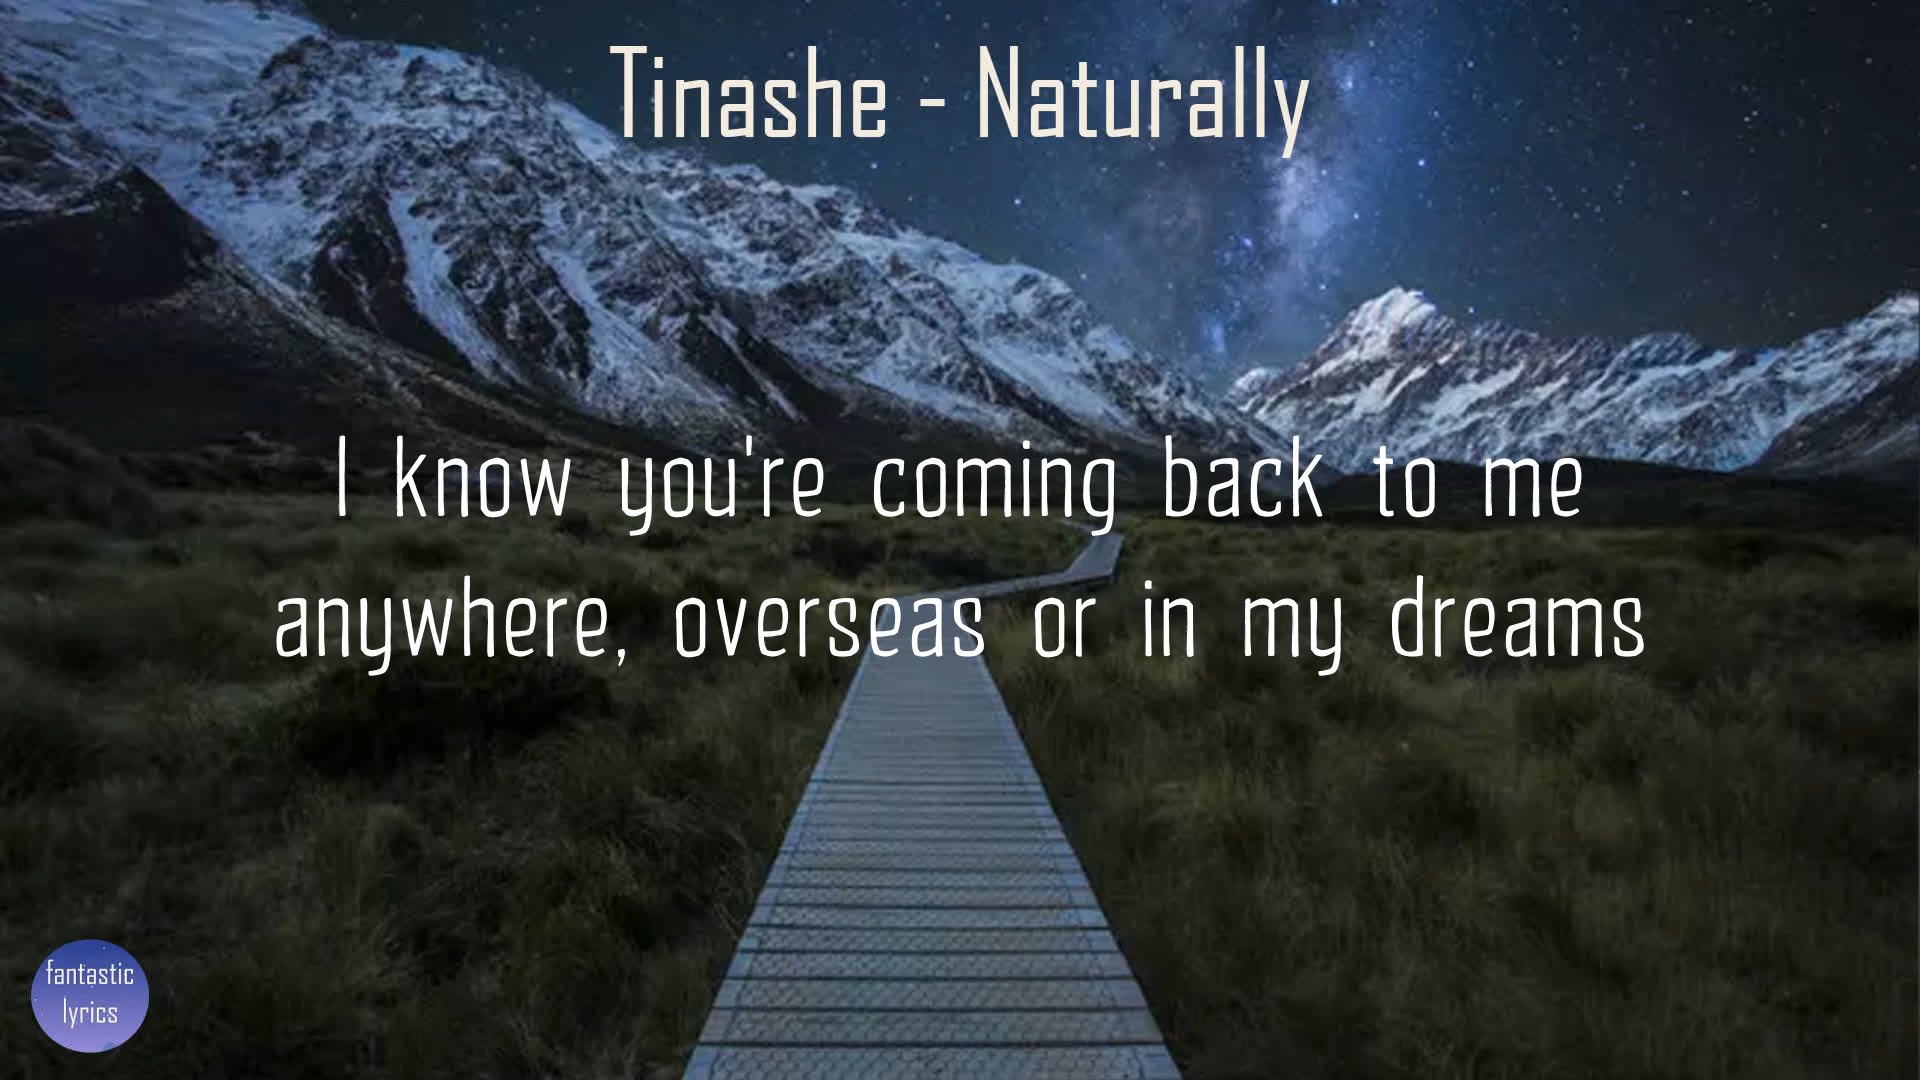 Tinashe - Naturally
I know you're coming back to me
anywhere, overseas or in my dreams
fantastic
lyrics